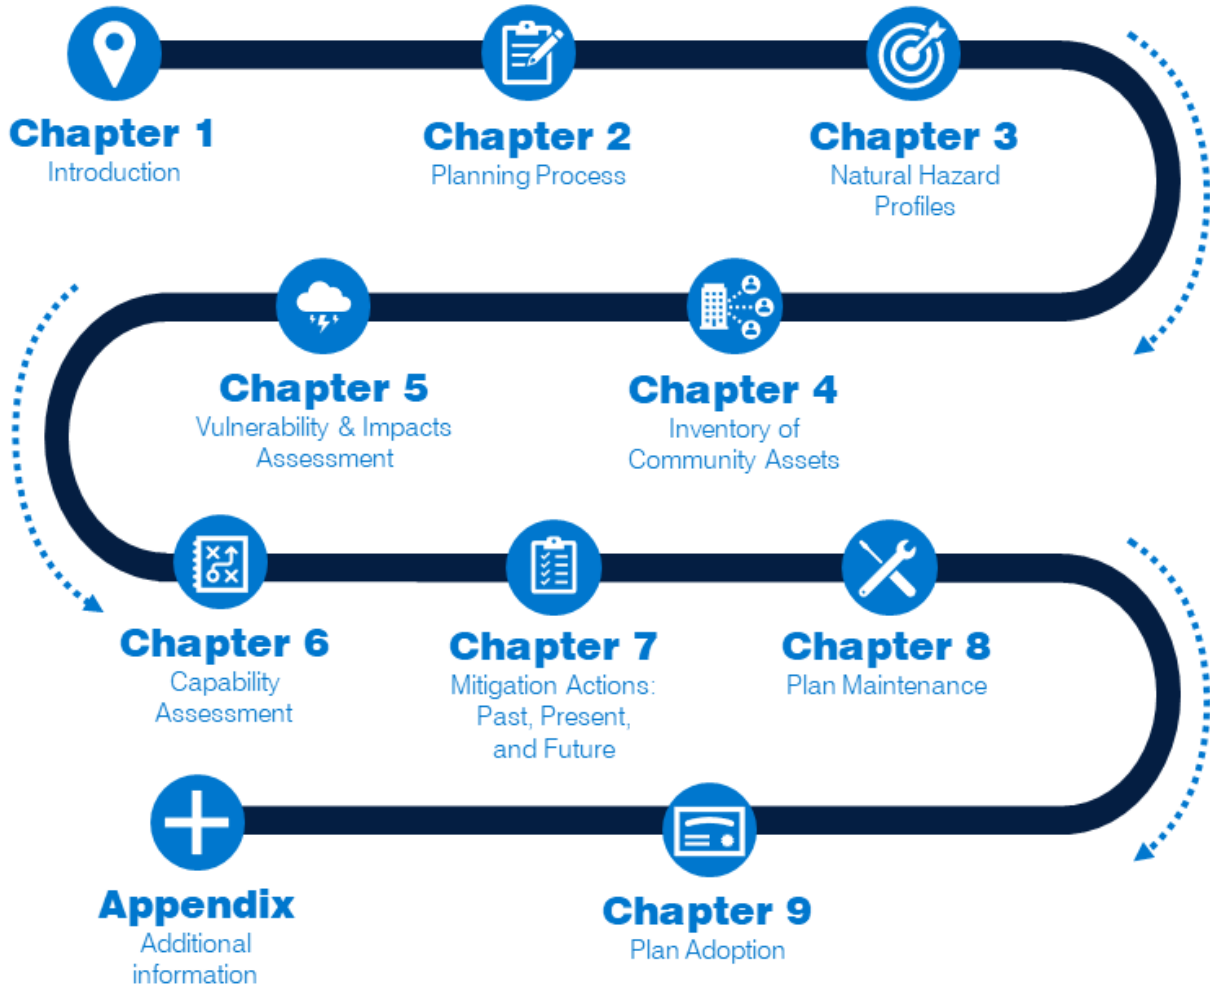 Chapter 1
Introduction
Chapter 2
Planning Process
Chapter 3
Natural Hazard
Profiles
Chapter 4
Inventory of
Community Assets
Chapter 5
Vulnerability & Impacts
Assessment
Chapter 6
Capability
Assessment
Chapter 7
Mitigation Actions:
Past, Present,
and Future
Chapter 8
Plan Maintenance
Chapter 9
Plan Adoption
Appendix
Additional
information